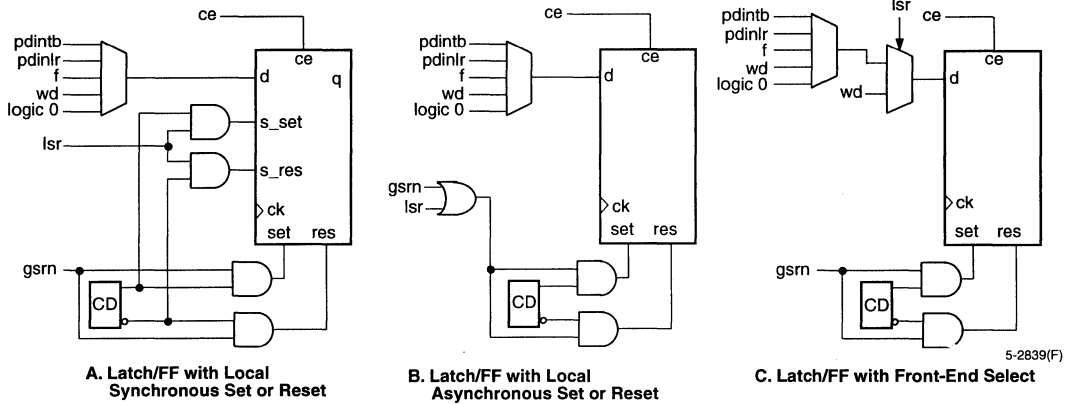 ce
pdintb
pdinlr
f
wd
logic 0
ce
d
q
lsr
s_set
s_res
ck
set res
gsrn
CD
A. Latch/FF with Local
Synchronous Set or Reset
ce
pdintb
pdinlr
f
wd
logic 0
ce
d
gsrn
lsr
ck
set res
CD
B. Latch/FF with Local
Asynchronous Set or Reset
lsr
ce
pdintb
pdinlr
f
wd
logic 0
wd
ce
d
ck
set res
gsrn
CD
5-2839(F)
C. Latch/FF with Front-End Select